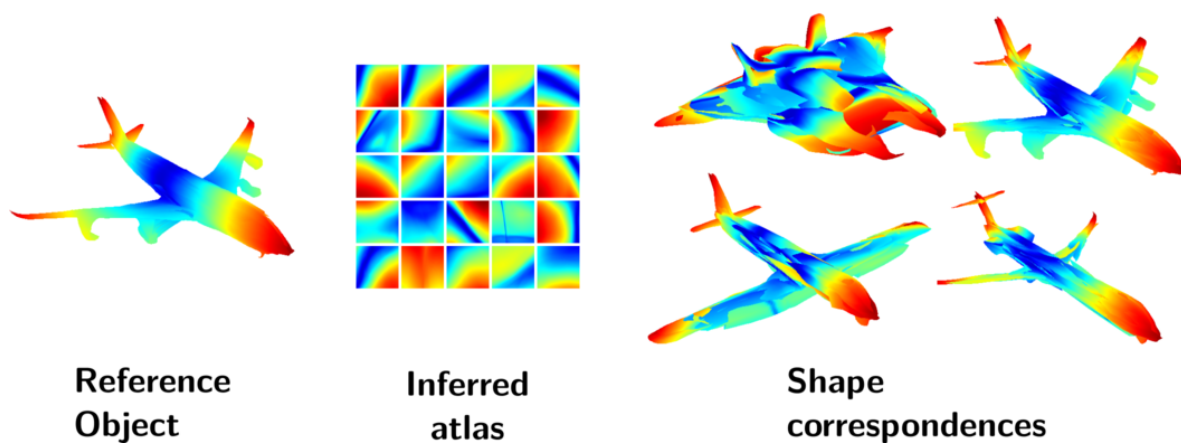 Reference
Object
Inferred
atlas
Shape
correspondences